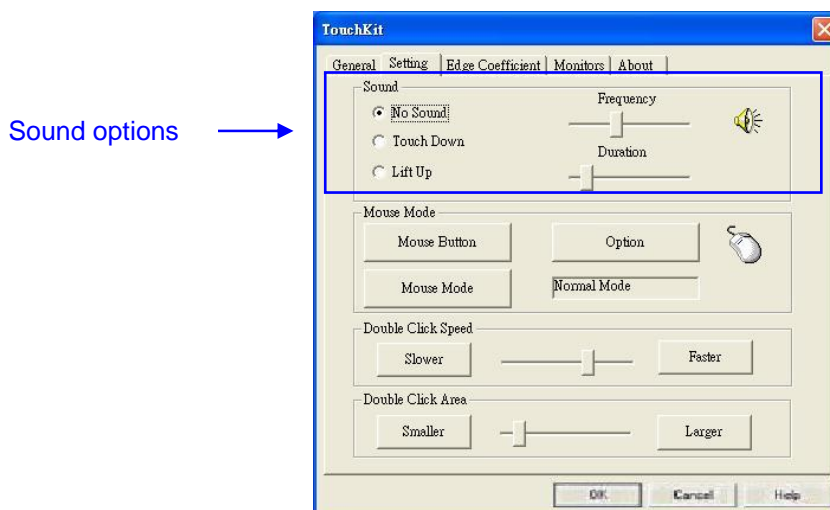 TouchKit
General Setting Edge Coefficient Monitors About
Sound
No Sound
Touch Down
Lift Up
Frequency
Duration
Sound options
Mouse Mode
Mouse Button
Option
Mouse Mode
Normal Mode
Double Click Speed
Slower
Faster
Double Click Area
Smaller
Larger
OK Cancel Help